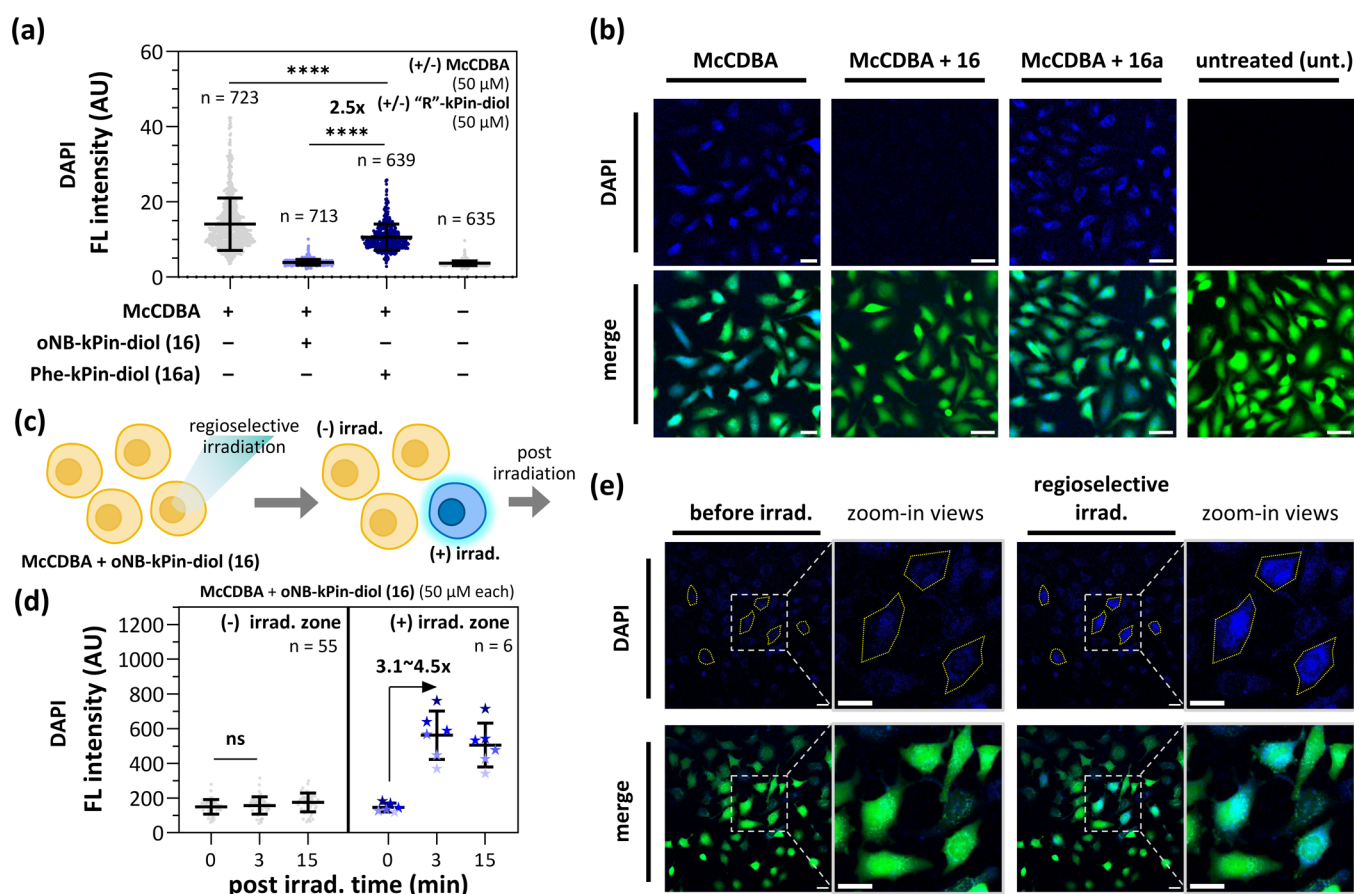 (a)
60
40
20
0
DAPI
FL intensity (AU)
(+/-) McCDBA
(50 μM)
(+/-) “R”-kPin-diol
(50 μM)
****
2.5x
****
n = 723
n = 713
n = 639
n = 635
McCDBA + + + –
oNB-kPin-diol (16) – + – –
Phe-kPin-diol (16a) – – + –
(b)
McCDBA
McCDBA + 16
McCDBA + 16a
untreated (unt.)
DAPI
merge
(c)
regioselective
irradiation
(-) irrad.
post
irradiation
(+) irrad.
McCDBA + oNB-kPin-diol (16)
(d)
McCDBA + oNB-kPin-diol (16) (50 μM each)
1200
1000
800
600
400
200
0
DAPI
FL intensity (AU)
(-) irrad. zone
n = 55
ns
(+) irrad. zone
n = 6
3.1~4.5x
0 3 15 0 3 15
post irrad. time (min)
(e)
before irrad.
zoom-in views
regioselective
irrad.
zoom-in views
DAPI
merge